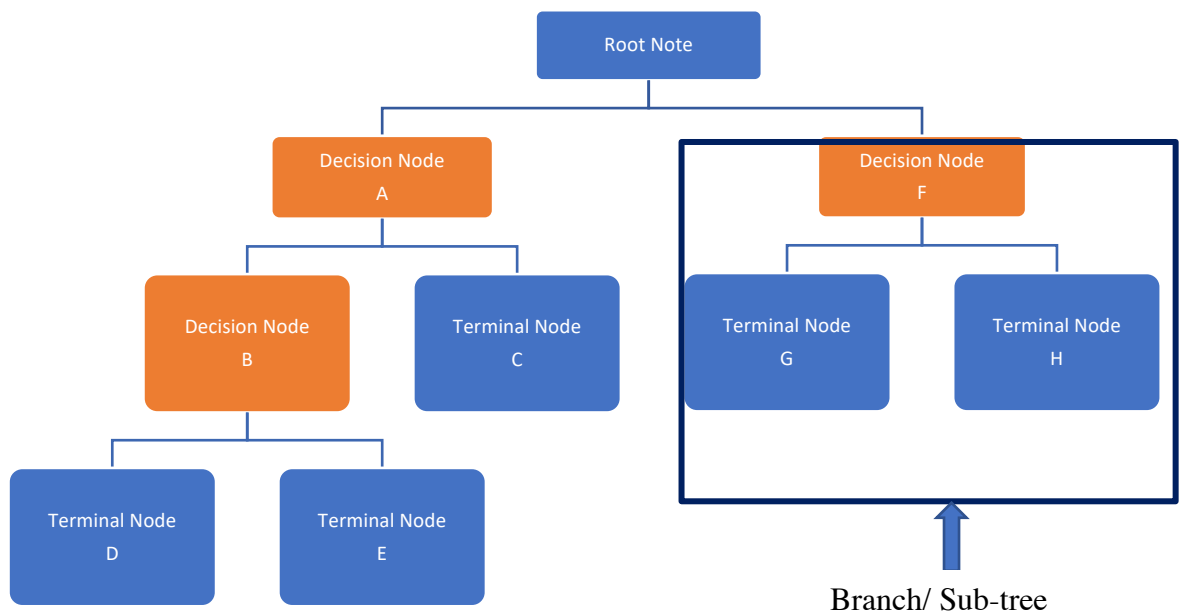 Root Note
Decision Node
A
Decision Node
F
Decision Node
B
Terminal Node
C
Terminal Node
G
Terminal Node
H
Terminal Node
D
Terminal Node
E
Branch/ Sub-tree